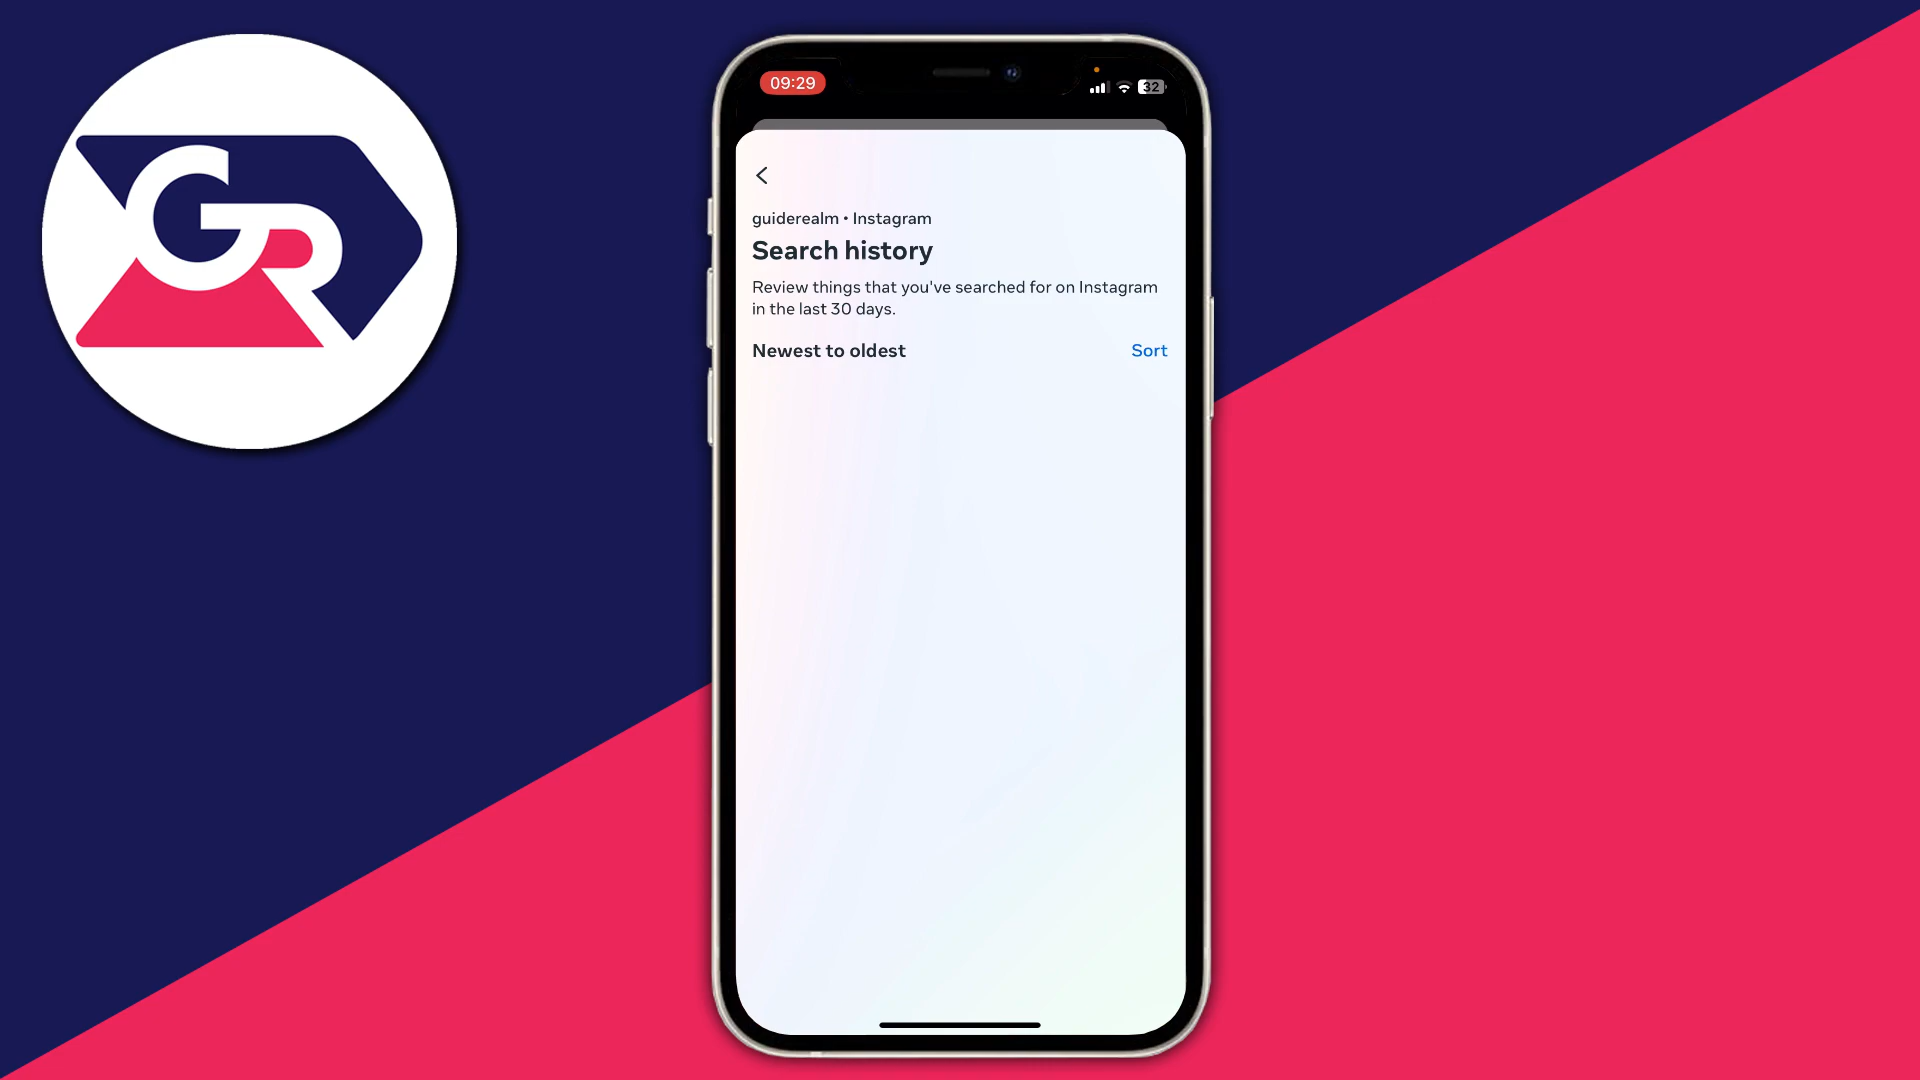 GR
09:29
32
guiderealm • Instagram
Search history
Review things that you've searched for on Instagram
in the last 30 days.
Newest to oldest
Sort